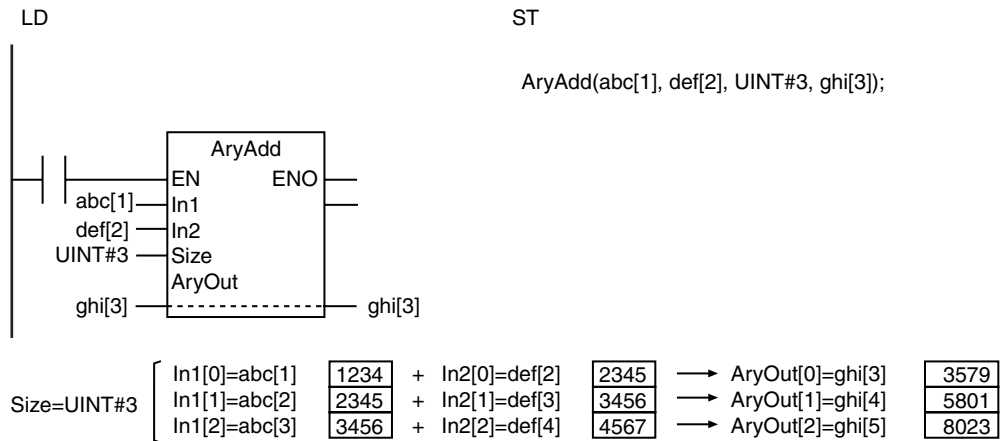 LD
ST
AryAdd(abc[1], def[2], UINT#3, ghi[3]);
AryAdd
EN ENO
abc[1] In1
def[2] In2
UINT#3 Size
AryOut
ghi[3] ghi[3]
Size=UINT#3
In1[0]=abc[1] 1234 + In2[0]=def[2] 2345 → AryOut[0]=ghi[3] 3579
In1[1]=abc[2] 2345 + In2[1]=def[3] 3456 → AryOut[1]=ghi[4] 5801
In1[2]=abc[3] 3456 + In2[2]=def[4] 4567 → AryOut[2]=ghi[5] 8023